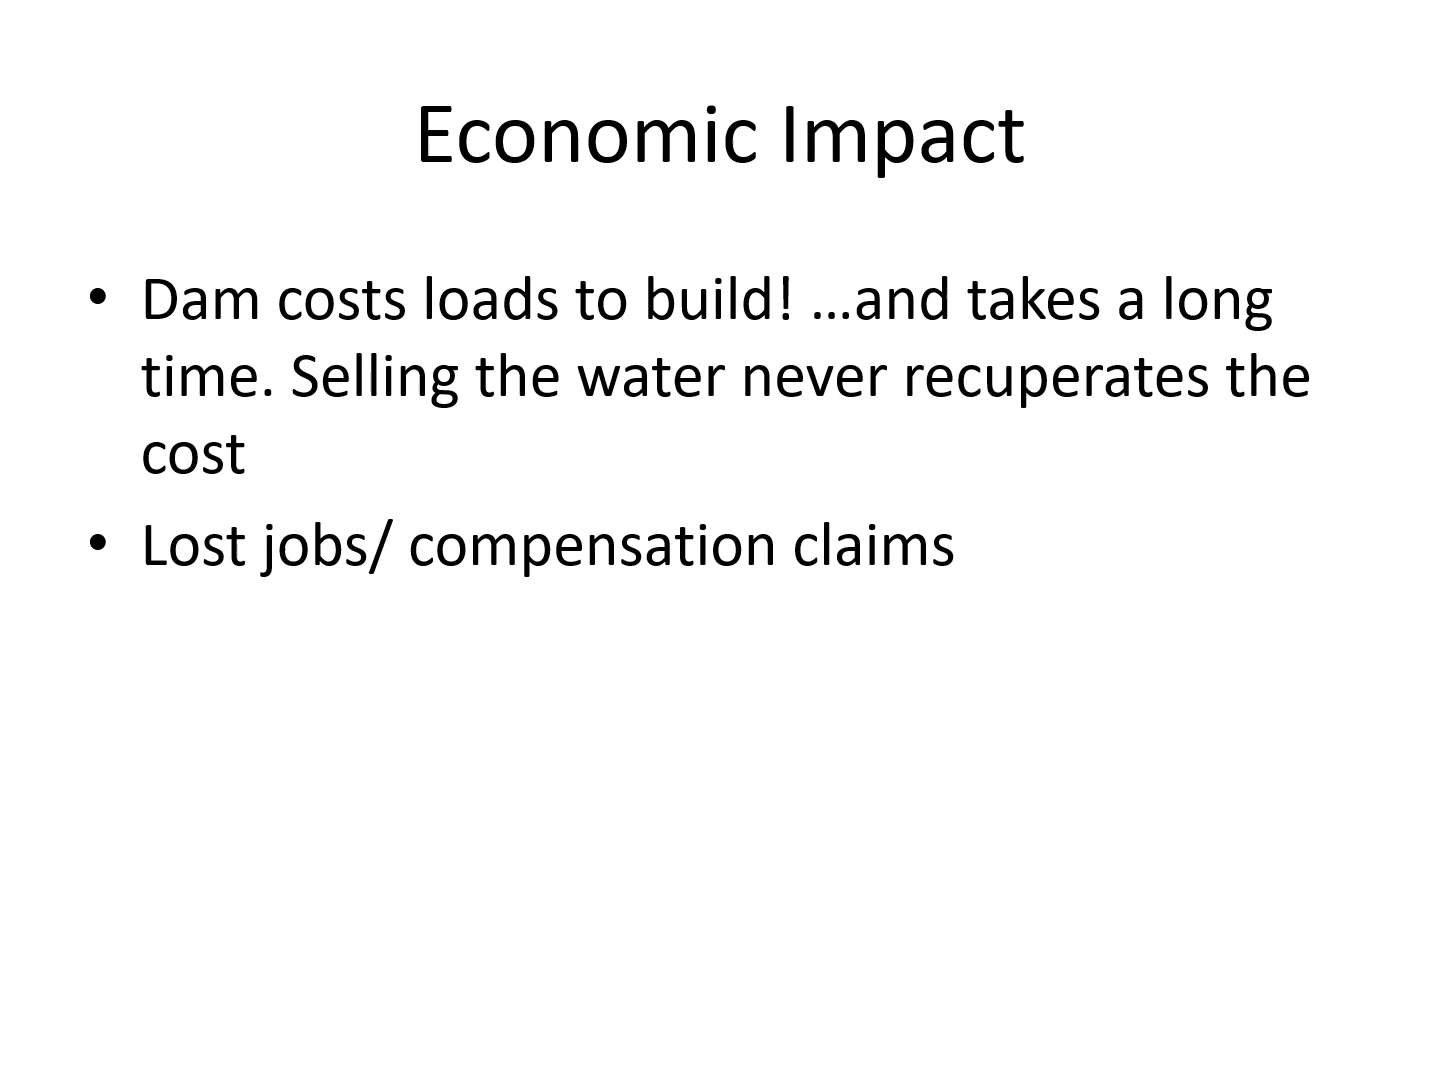 Economic Impact
• Dam costs loads to build! …and takes a long
time. Selling the water never recuperates the
cost
• Lost jobs/ compensation claims